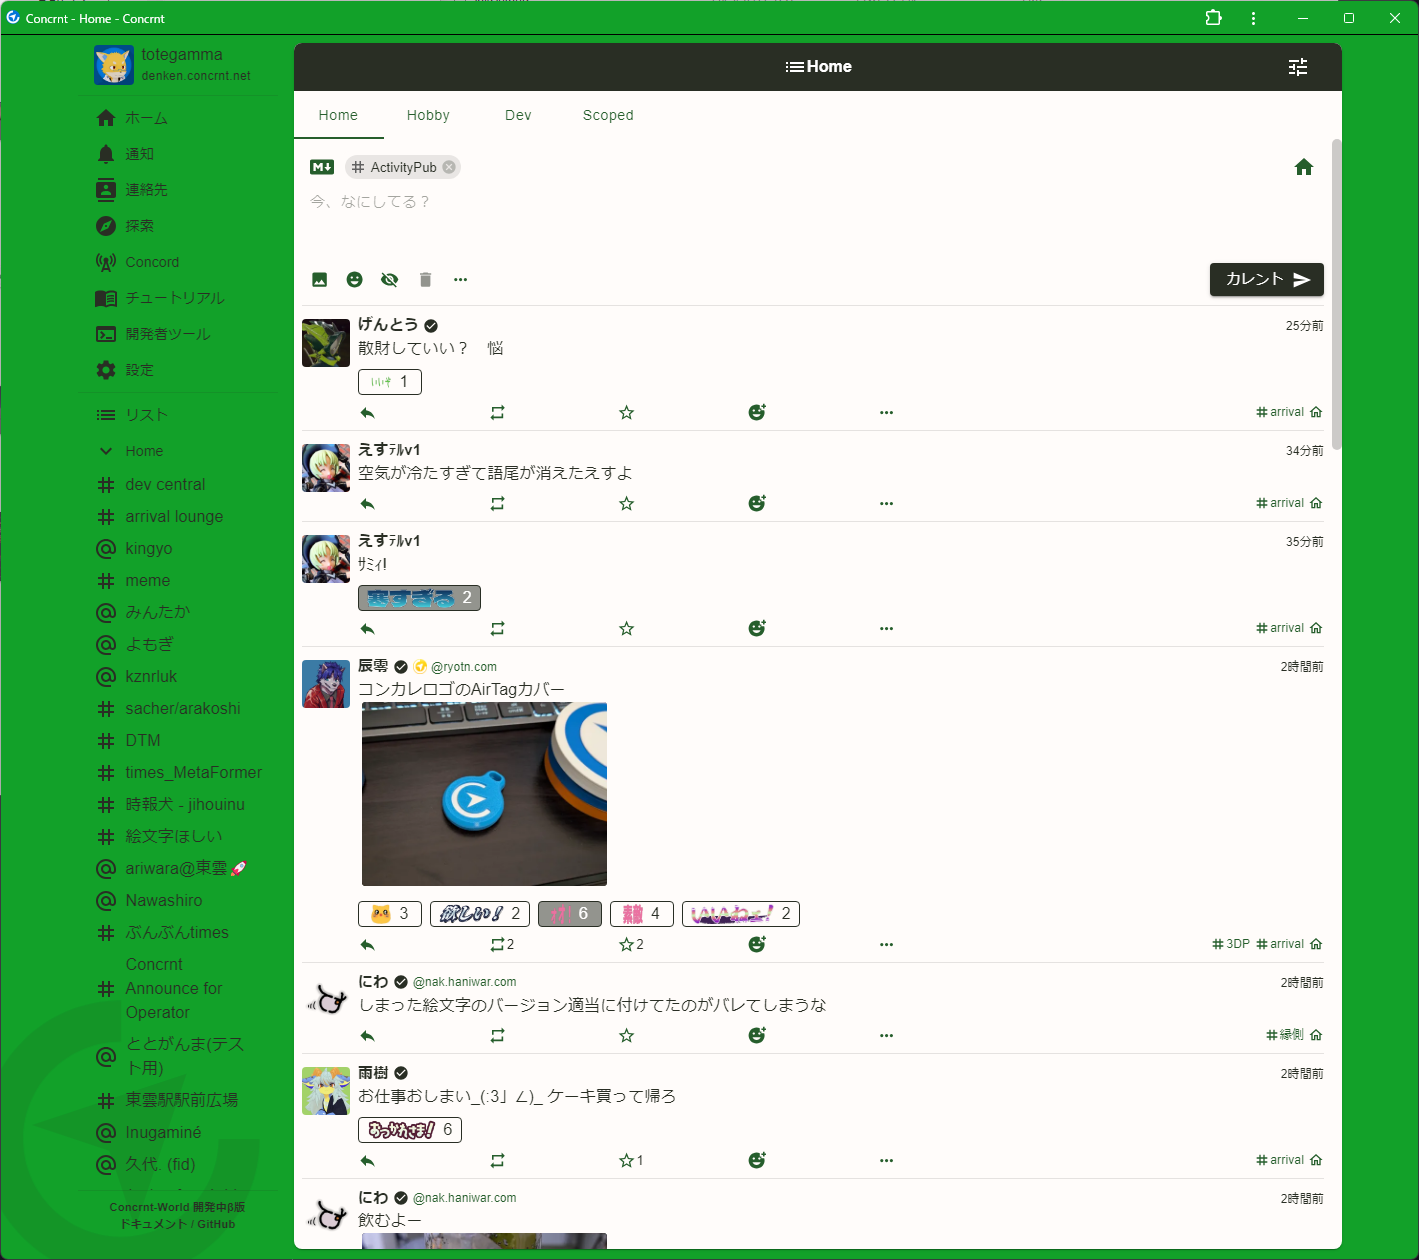 Concrnt - Home - Concrnt
totegamma
denken.concrnt.net
ホーム
通知
連絡先
探索
Concord
チュートリアル
開発者ツール
設定
リスト
Home
dev central
arrival lounge
kingyo
meme
みんたか
よもぎ
kznrluk
sacher/arakoshi
DTM
times_MetaFormer
時報犬 - jihouinu
絵文字ほしい
ariwara@東雲🚀
Nawashiro
ぶんぶんtimes
Concrnt
Announce for
Operator
ととがんま(テス
ト用)
東雲駅駅前広場
Inugaminé
久代. (fid)
Concrnt-World 開発中β版
ドキュメント / GitHub
Home
Home Hobby Dev Scoped
M ActivityPub
今、なにしてる？
カレント
げんとう 25分前
散財していい？　悩
いいぞ 1
arrival
えすﾃﾙv1 34分前
空気が冷たすぎて語尾が消えたえすよ
arrival
えすﾃﾙv1 35分前
ｻﾐｨ!
寒すぎる 2
arrival
辰零 @ryotn.com 2時間前
コンカレロゴのAirTagカバー
3 欲しい! 2 6 素敵 4 いいねぇ! 2
2 2 3DP arrival
にわ @nak.haniwar.com 2時間前
しまった絵文字のバージョン適当に付けてたのがバレてしまうな
縁側
雨樹 2時間前
お仕事おしまい_(:3」∠)_ ケーキ買って帰ろ
おつかれさま! 6
1 arrival
にわ @nak.haniwar.com 2時間前
飲むよー